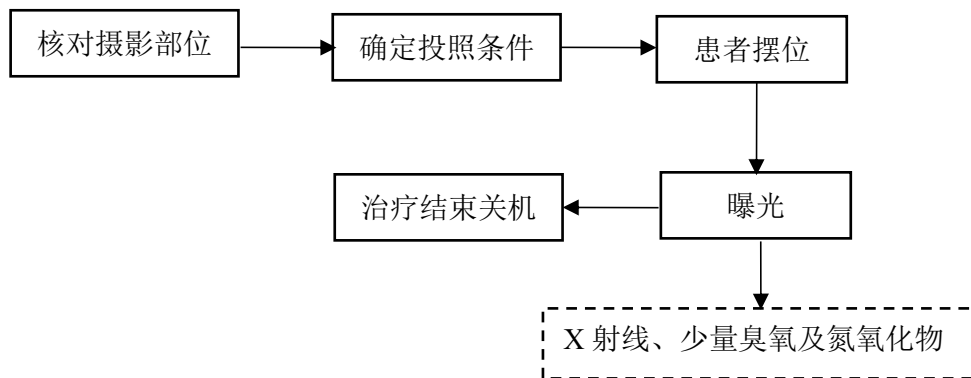 核对摄影部位
确定投照条件
患者摆位
曝光
治疗结束关机
X 射线、少量臭氧及氮氧化物